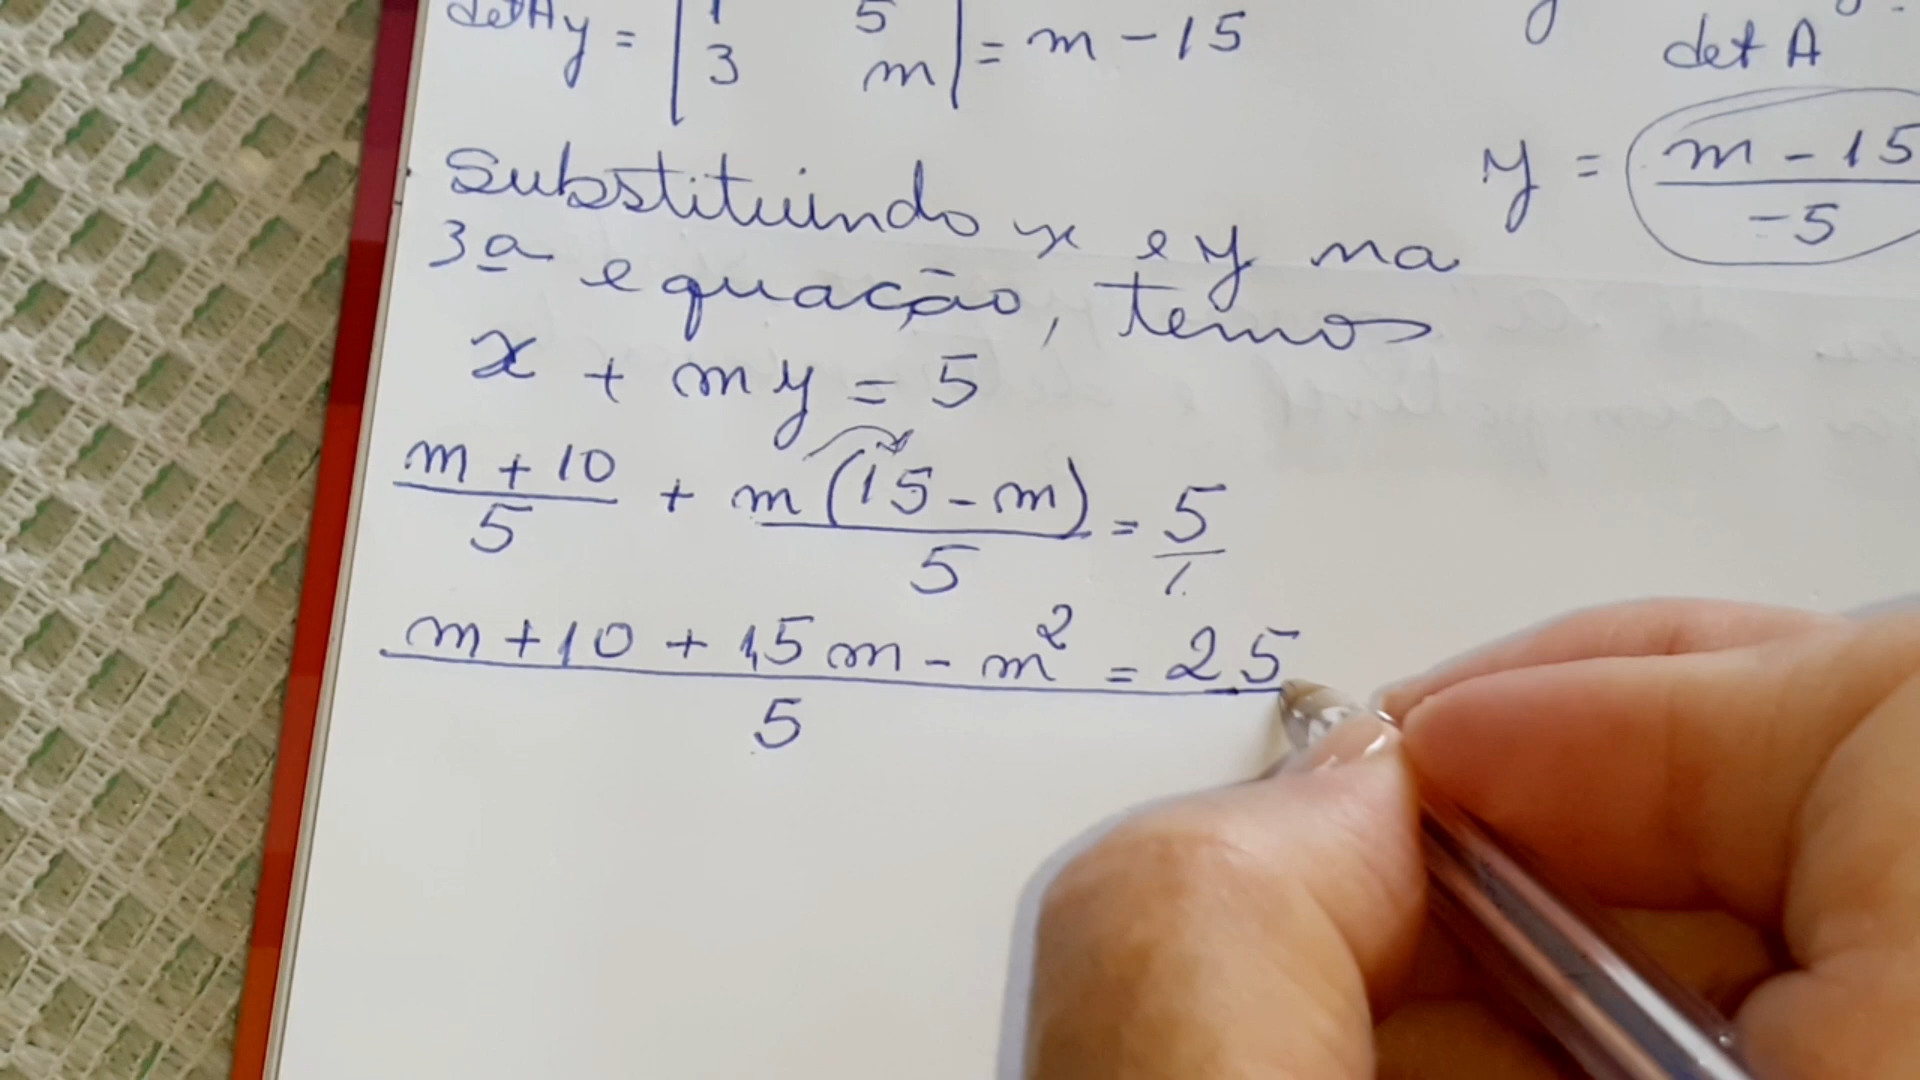 det Ay = | 1 5 |
| 3 m | = m - 15
det A
y = m - 15
-5
Substituindo x e y na
3ª equação, temos
x + my = 5
m + 10 + m (15 - m) = 5
5 5 1
m + 10 + 15m - m² = 25
5